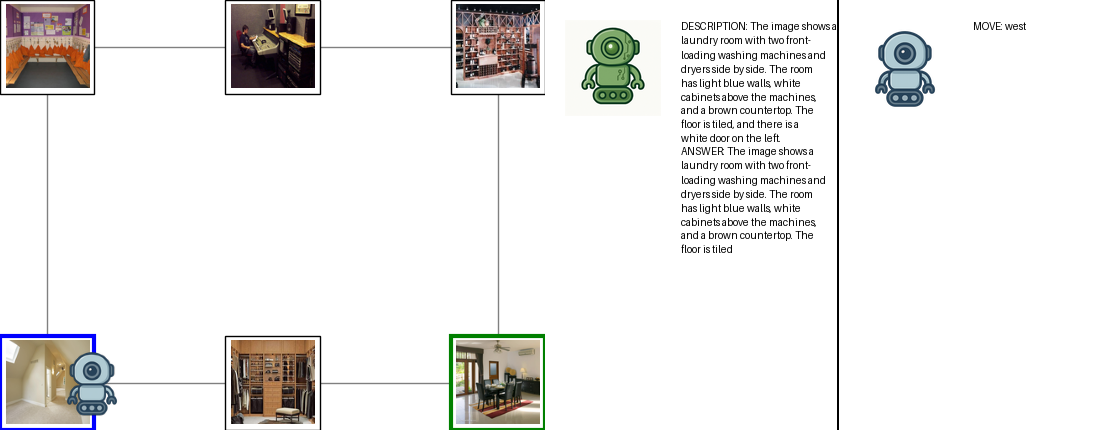 DESCRIPTION: The image shows a
laundry room with two front-
loading washing machines and
dryers side by side. The room
has light blue walls, white
cabinets above the machines,
and a brown countertop. The
floor is tiled, and there is a
white door on the left.
ANSWER: The image shows a
laundry room with two front-
loading washing machines and
dryers side by side. The room
has light blue walls, white
cabinets above the machines,
and a brown countertop. The
floor is tiled
MOVE: west